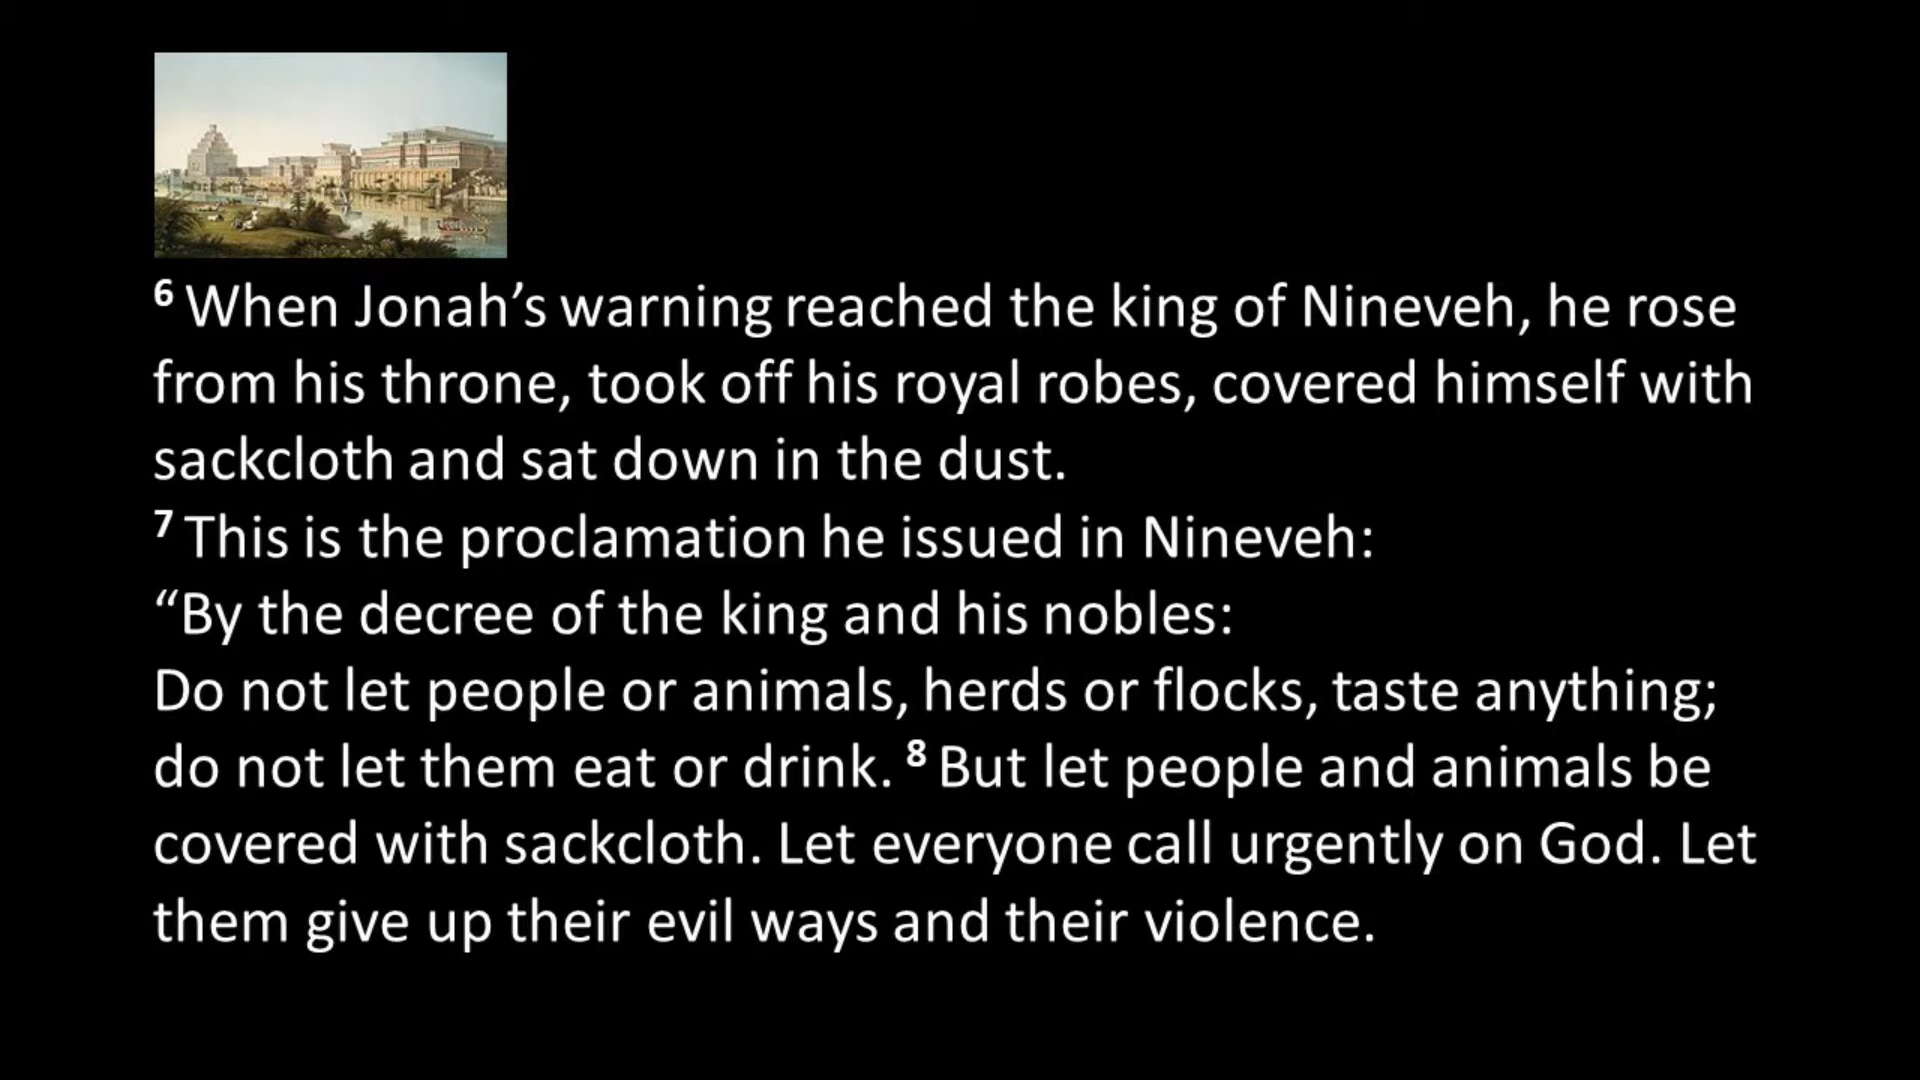 ⁶ When Jonah’s warning reached the king of Nineveh, he rose
from his throne, took off his royal robes, covered himself with
sackcloth and sat down in the dust.
⁷ This is the proclamation he issued in Nineveh:
“By the decree of the king and his nobles:
Do not let people or animals, herds or flocks, taste anything;
do not let them eat or drink. ⁸ But let people and animals be
covered with sackcloth. Let everyone call urgently on God. Let
them give up their evil ways and their violence.